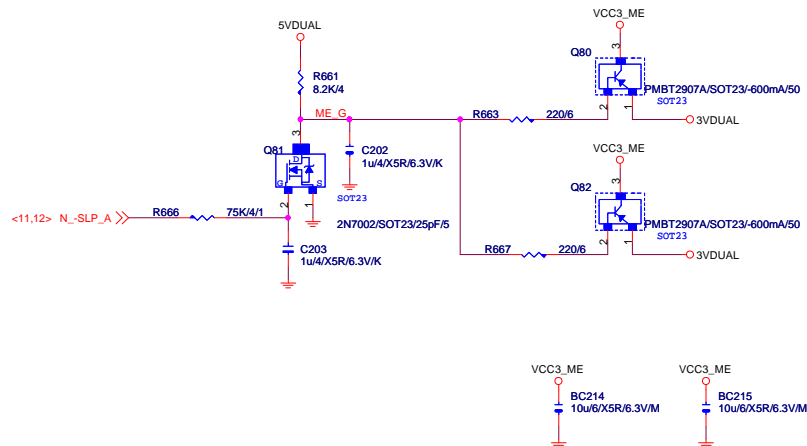 VCC3_ME
5VDUAL
Q80
3
R661
8.2K/4
PMBT2907A/SOT23/-600mA/50
SOT23
2
1
ME_G
R663
220/6
3VDUAL
3
Q81
D
G
S
C202
1u/4/X5R/6.3V/K
SOT23
VCC3_ME
3
Q82
2
1
<11,12> N_-SLP_A
R666
75K/4/1
2N7002/SOT23/25pF/5
PMBT2907A/SOT23/-600mA/50
SOT23
2
1
C203
1u/4/X5R/6.3V/K
R667
220/6
3VDUAL
VCC3_ME
VCC3_ME
BC214
10u/6/X5R/6.3V/M
BC215
10u/6/X5R/6.3V/M